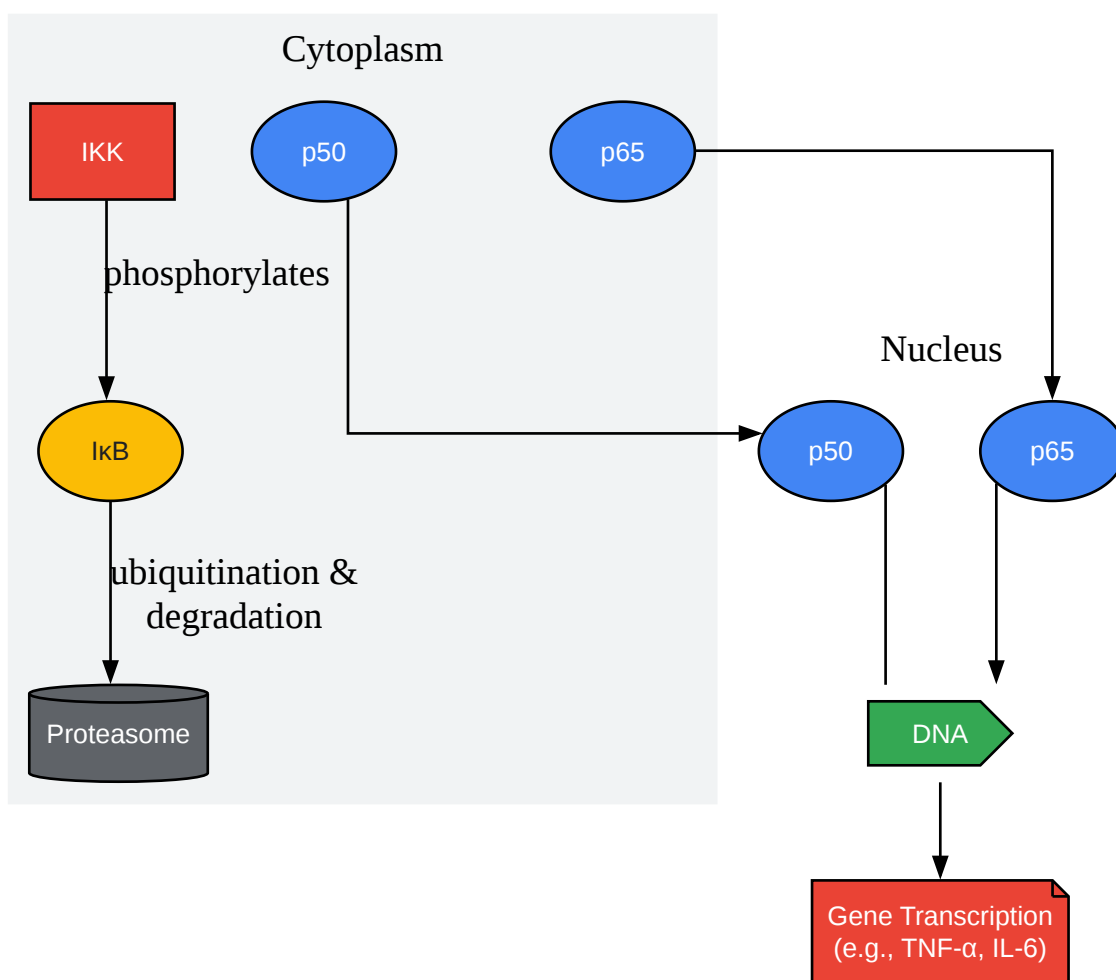 Cytoplasm
IKK
p50
p65
phosphorylates
Nucleus
IκB
p50
p65
ubiquitination &
degradation
Proteasome
DNA
Gene Transcription
(e.g., TNF-α, IL-6)